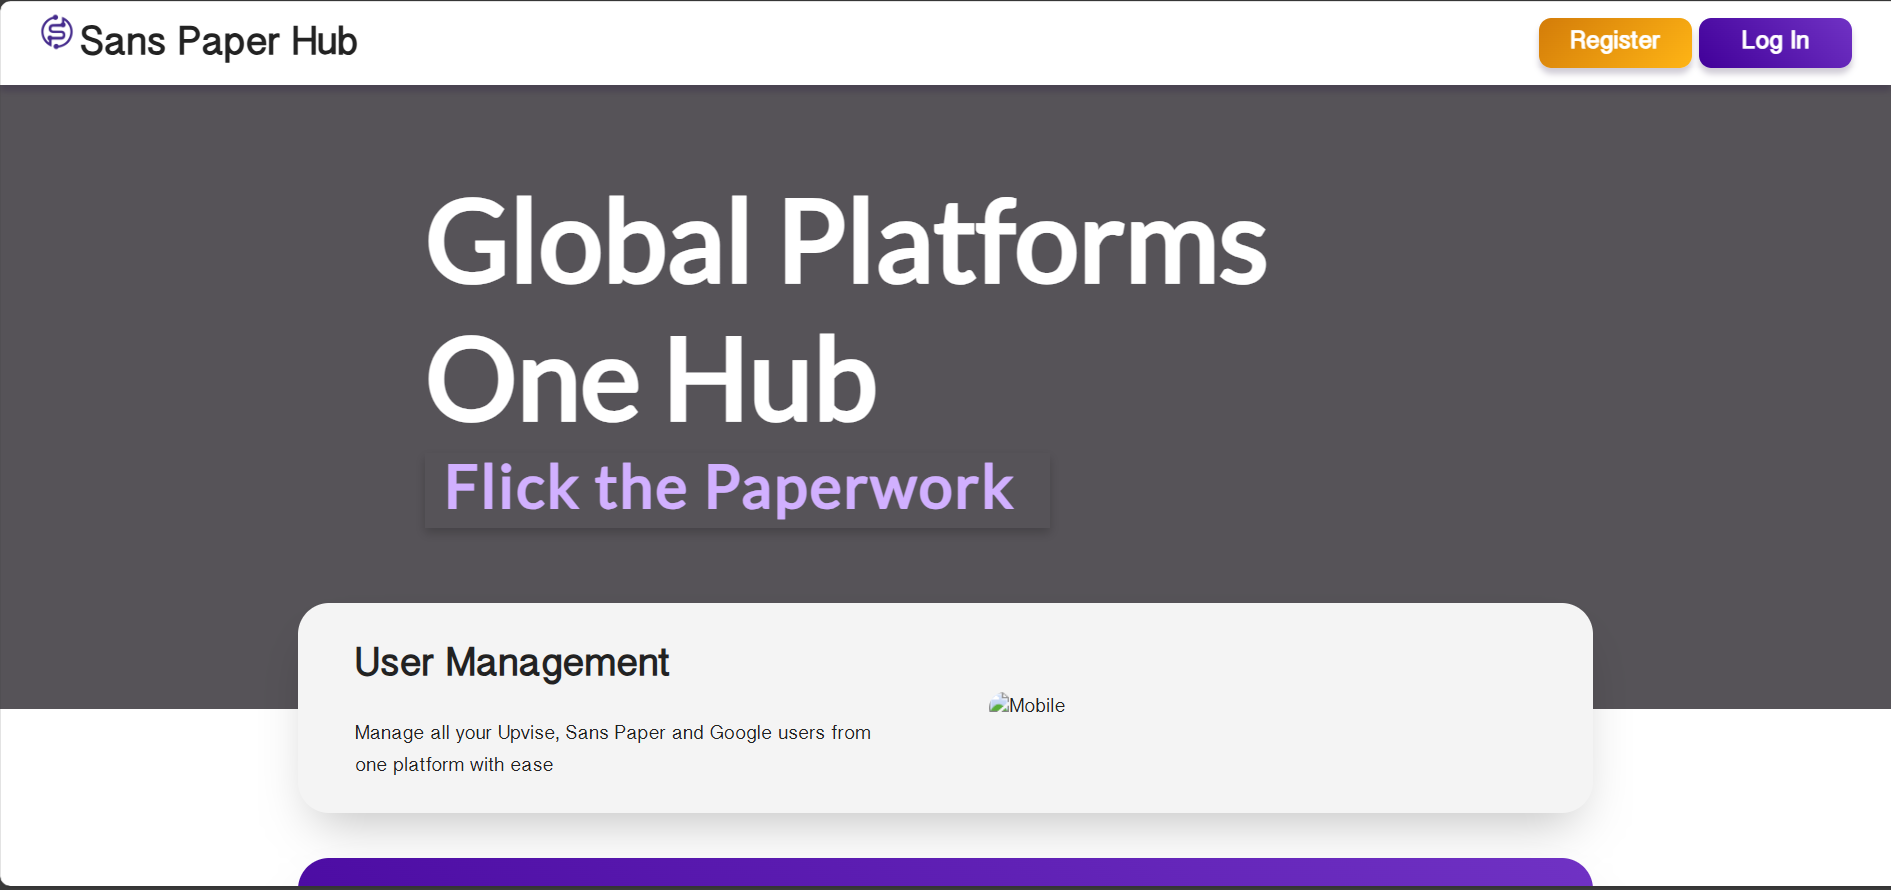 Sans Paper Hub
Register
Log In
Global Platforms
One Hub
Flick the Paperwork
User Management
Mobile
Manage all your Upvise, Sans Paper and Google users from
one platform with ease